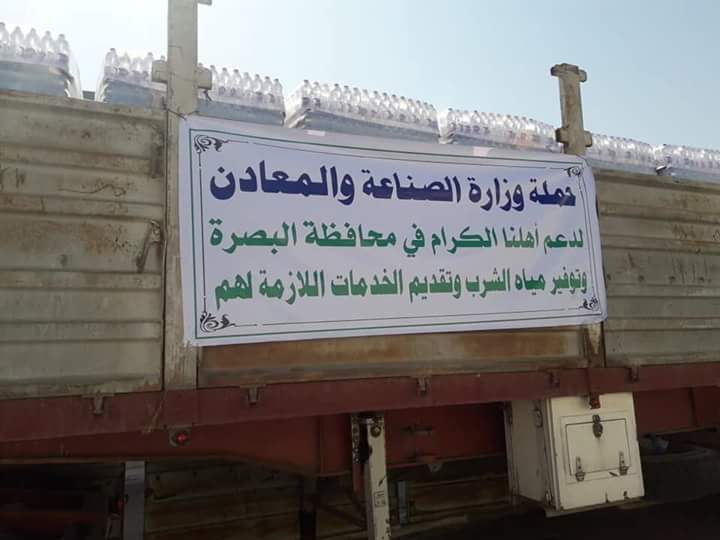 حملة وزارة الصناعة والمعادن
لدعم أهلنا الكرام في محافظة البصرة
وتوفير مياه الشرب وتقديم الخدمات اللازمة لهم